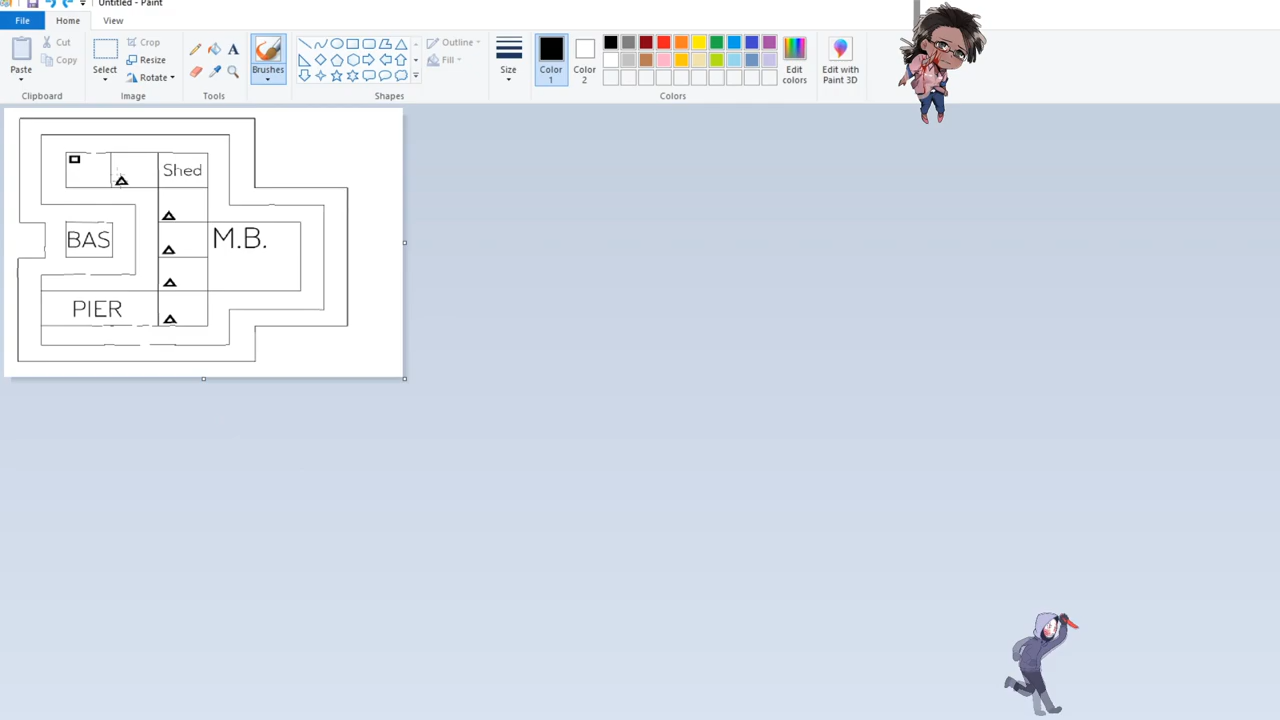 Untitled - Paint
File Home View
Paste
Cut
Copy
Clipboard
Select
Crop
Resize
Rotate
Image
Tools
Brushes
Outline
Fill
Shapes
Size
Color 1
Color 2
Colors
Edit colors
Edit with Paint 3D
Shed
BAS
M.B.
PIER